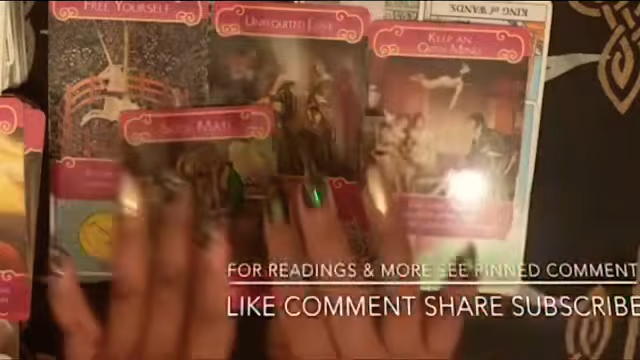 FREE YOURSELF
UNREQUITED LOVE
KEEP AN
OPEN MIND
KING OF WANDS.
SOUL MATE
FOR READINGS & MORE SEE PINNED COMMENT
LIKE COMMENT SHARE SUBSCRIBE